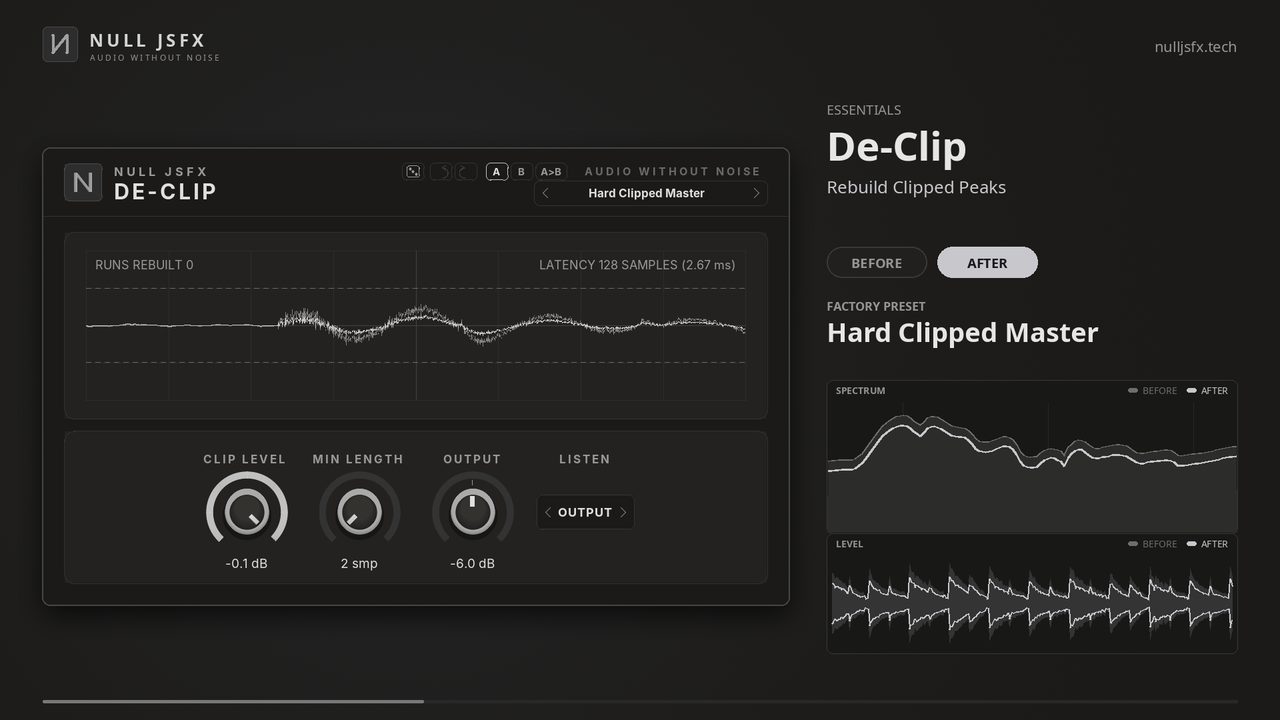 NULL JSFX
AUDIO WITHOUT NOISE
nulljsfx.tech
N
NULL JSFX
DE-CLIP
A B A>B
AUDIO WITHOUT NOISE
Hard Clipped Master
RUNS REBUILT 0
LATENCY 128 SAMPLES (2.67 ms)
CLIP LEVEL
MIN LENGTH
OUTPUT
LISTEN
OUTPUT
-0.1 dB
2 smp
-6.0 dB
ESSENTIALS
De-Clip
Rebuild Clipped Peaks
BEFORE
AFTER
FACTORY PRESET
Hard Clipped Master
SPECTRUM
BEFORE
AFTER
LEVEL
BEFORE
AFTER